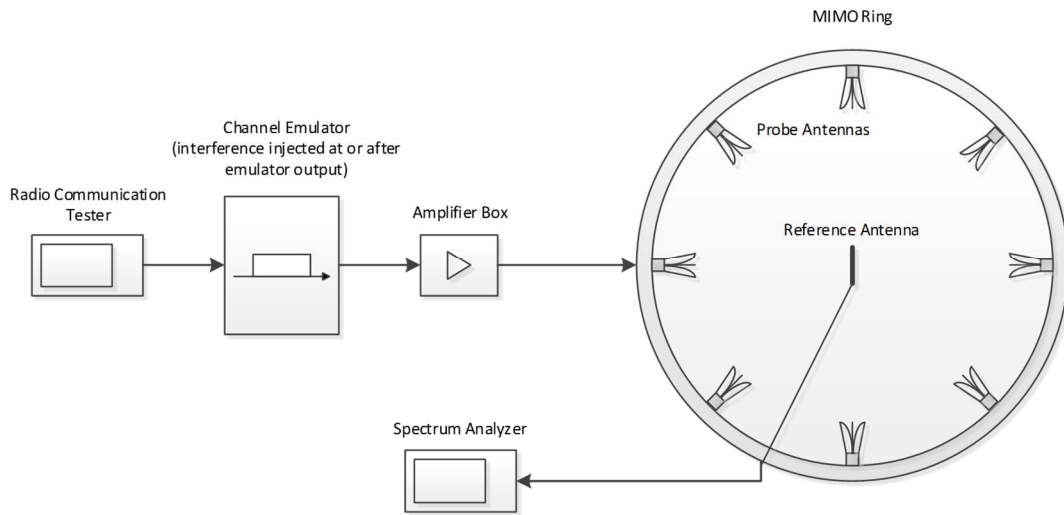 MIMO Ring
Channel Emulator
(interference injected at or after
emulator output)
Probe Antennas
Radio Communication
Tester
Amplifier Box
Reference Antenna
Spectrum Analyzer